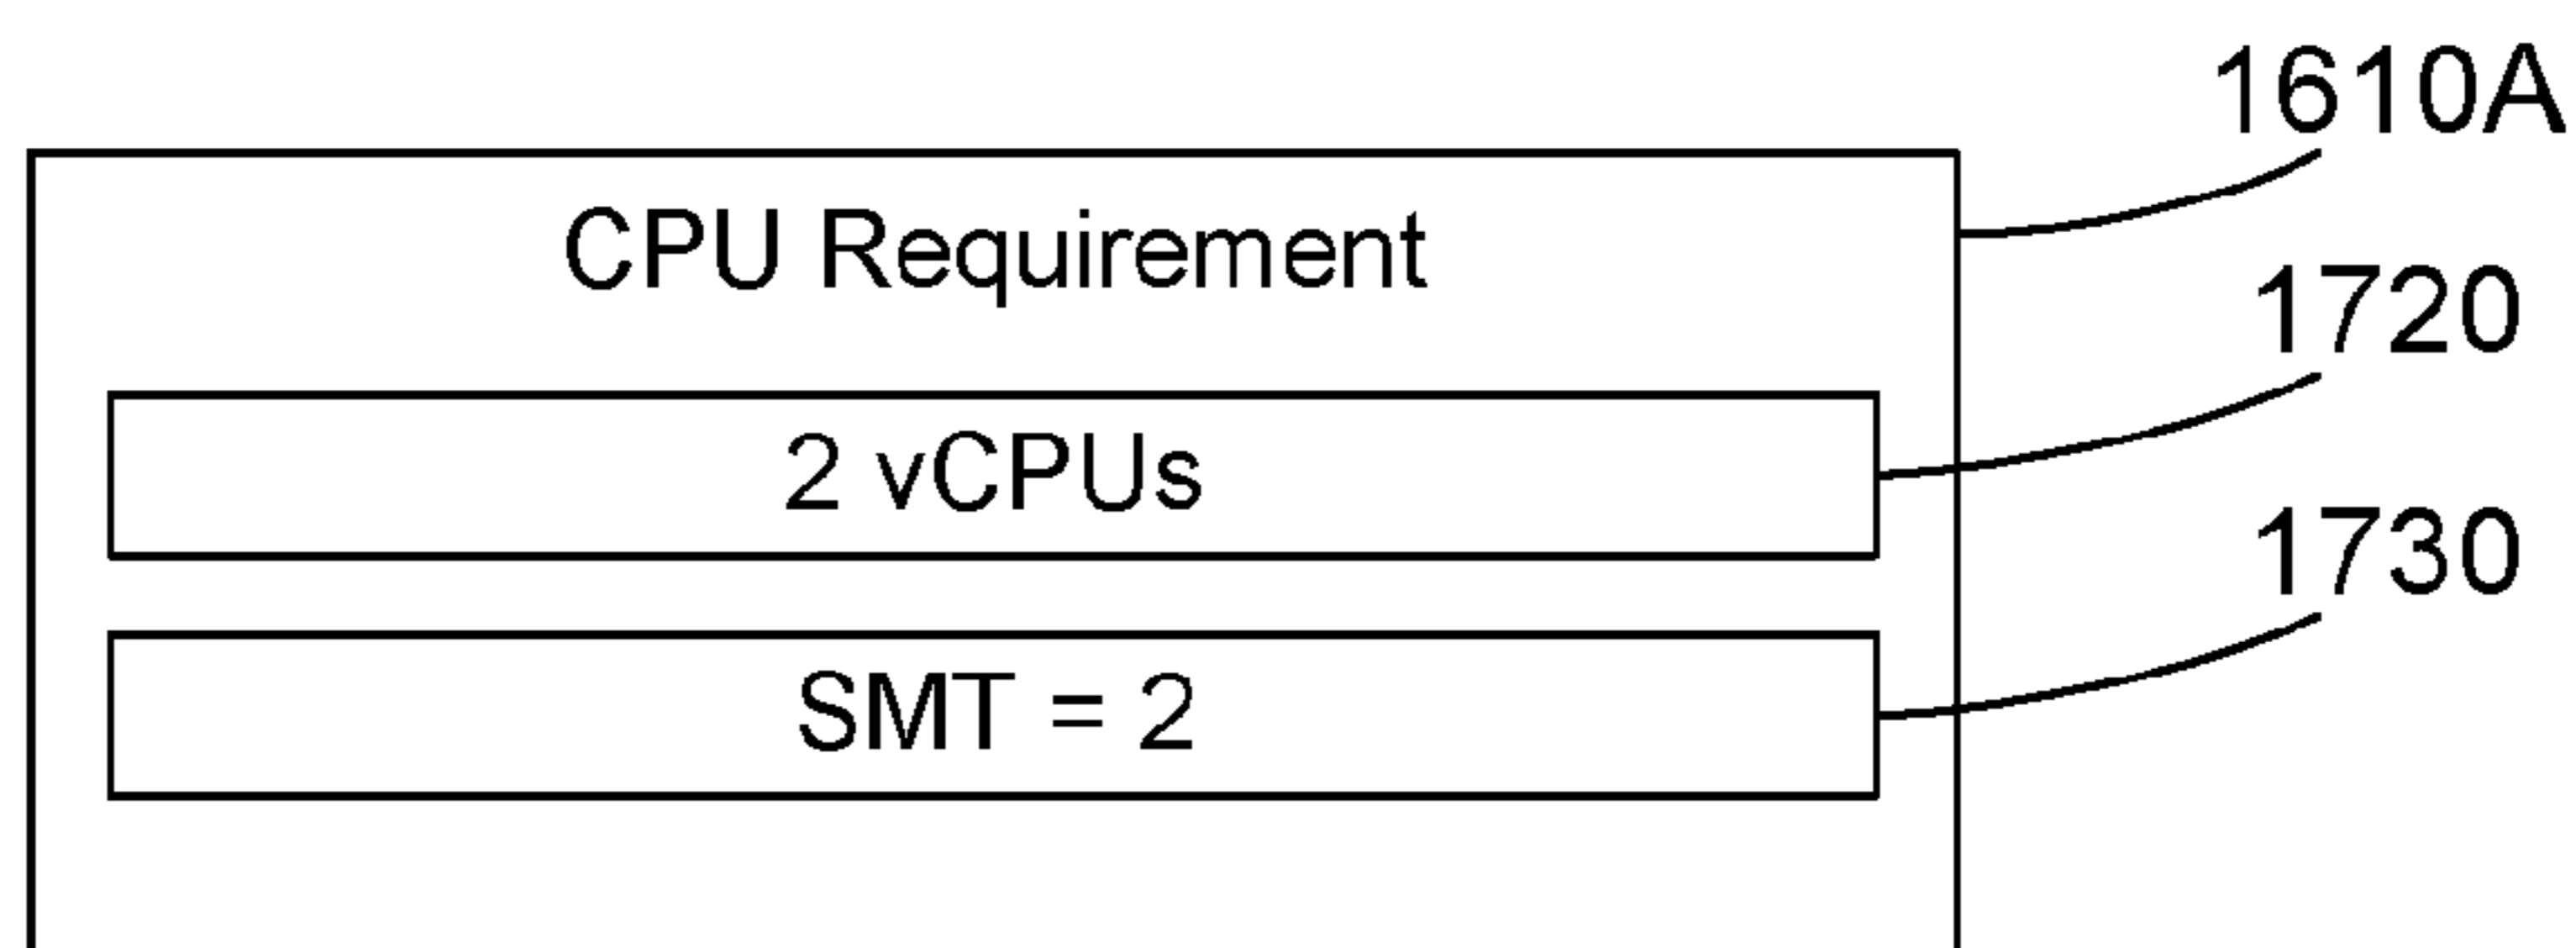 1610A
CPU Requirement
1720
2 vCPUs
1730
SMT = 2